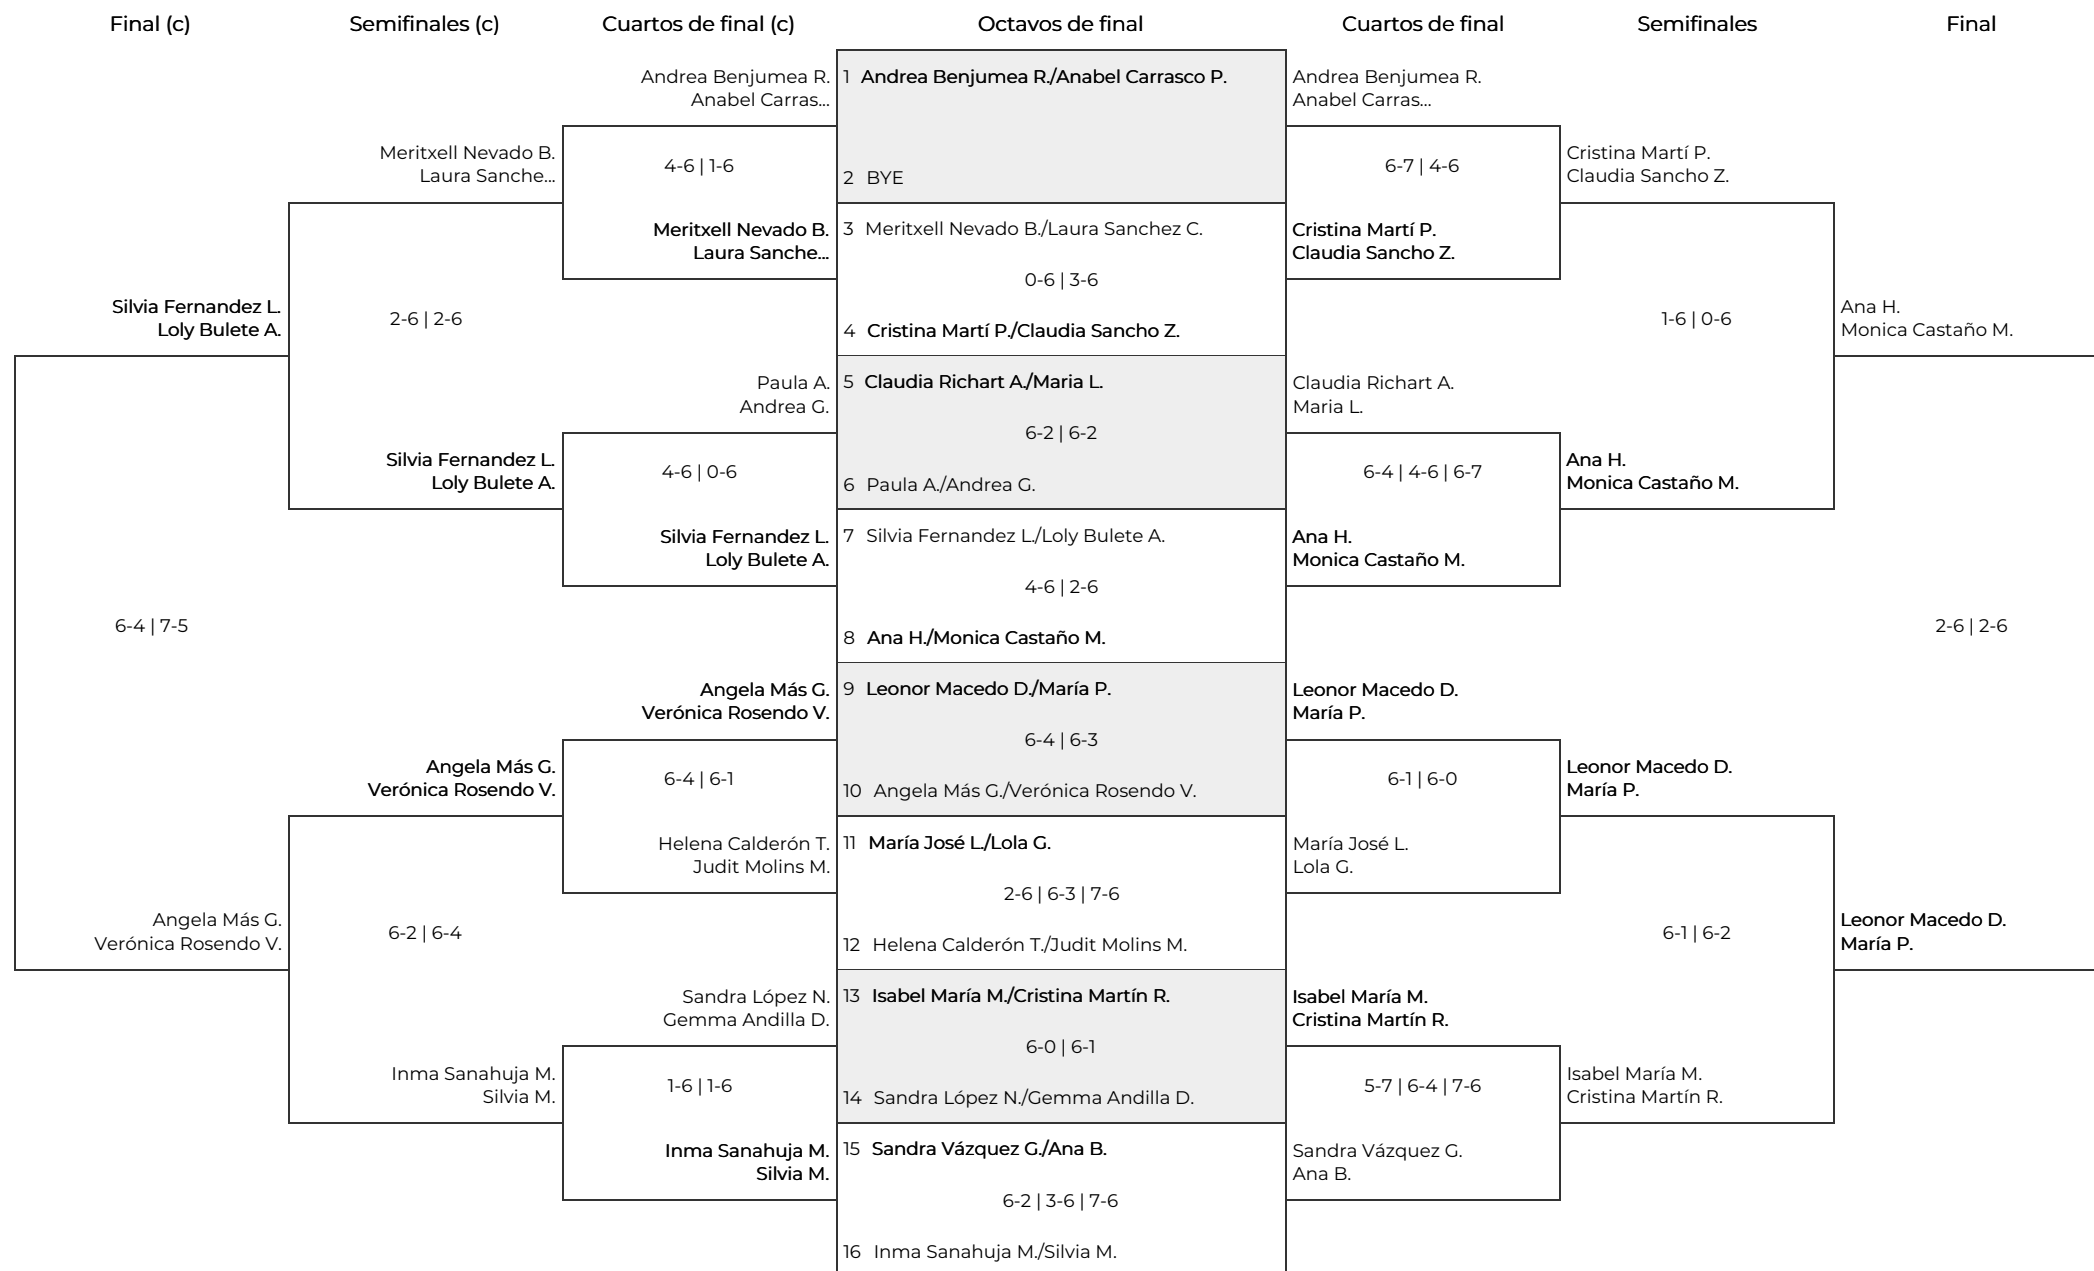 Final (c)
Semifinales (c)
Cuartos de final (c)
Octavos de final
Cuartos de final
Semifinales
Final
Silvia Fernandez L.
Loly Bulete A.
6-4 | 7-5
Angela Más G.
Verónica Rosendo V.
Meritxell Nevado B.
Laura Sanche...
2-6 | 2-6
Silvia Fernandez L.
Loly Bulete A.
Angela Más G.
Verónica Rosendo V.
6-2 | 6-4
Inma Sanahuja M.
Silvia M.
Andrea Benjumea R.
Anabel Carras...
4-6 | 1-6
Meritxell Nevado B.
Laura Sanche...
Paula A.
Andrea G.
4-6 | 0-6
Silvia Fernandez L.
Loly Bulete A.
Angela Más G.
Verónica Rosendo V.
6-4 | 6-1
Helena Calderón T.
Judit Molins M.
Sandra López N.
Gemma Andilla D.
1-6 | 1-6
Inma Sanahuja M.
Silvia M.
1 Andrea Benjumea R./Anabel Carrasco P.
2 BYE
3 Meritxell Nevado B./Laura Sanchez C.
0-6 | 3-6
4 Cristina Martí P./Claudia Sancho Z.
5 Claudia Richart A./Maria L.
6-2 | 6-2
6 Paula A./Andrea G.
7 Silvia Fernandez L./Loly Bulete A.
4-6 | 2-6
8 Ana H./Monica Castaño M.
9 Leonor Macedo D./María P.
6-4 | 6-3
10 Angela Más G./Verónica Rosendo V.
11 María José L./Lola G.
2-6 | 6-3 | 7-6
12 Helena Calderón T./Judit Molins M.
13 Isabel María M./Cristina Martín R.
6-0 | 6-1
14 Sandra López N./Gemma Andilla D.
15 Sandra Vázquez G./Ana B.
6-2 | 3-6 | 7-6
16 Inma Sanahuja M./Silvia M.
Andrea Benjumea R.
Anabel Carras...
6-7 | 4-6
Cristina Martí P.
Claudia Sancho Z.
Claudia Richart A.
Maria L.
6-4 | 4-6 | 6-7
Ana H.
Monica Castaño M.
Leonor Macedo D.
María P.
6-1 | 6-0
María José L.
Lola G.
Isabel María M.
Cristina Martín R.
5-7 | 6-4 | 7-6
Sandra Vázquez G.
Ana B.
Cristina Martí P.
Claudia Sancho Z.
1-6 | 0-6
Ana H.
Monica Castaño M.
Leonor Macedo D.
María P.
6-1 | 6-2
Isabel María M.
Cristina Martín R.
Ana H.
Monica Castaño M.
2-6 | 2-6
Leonor Macedo D.
María P.